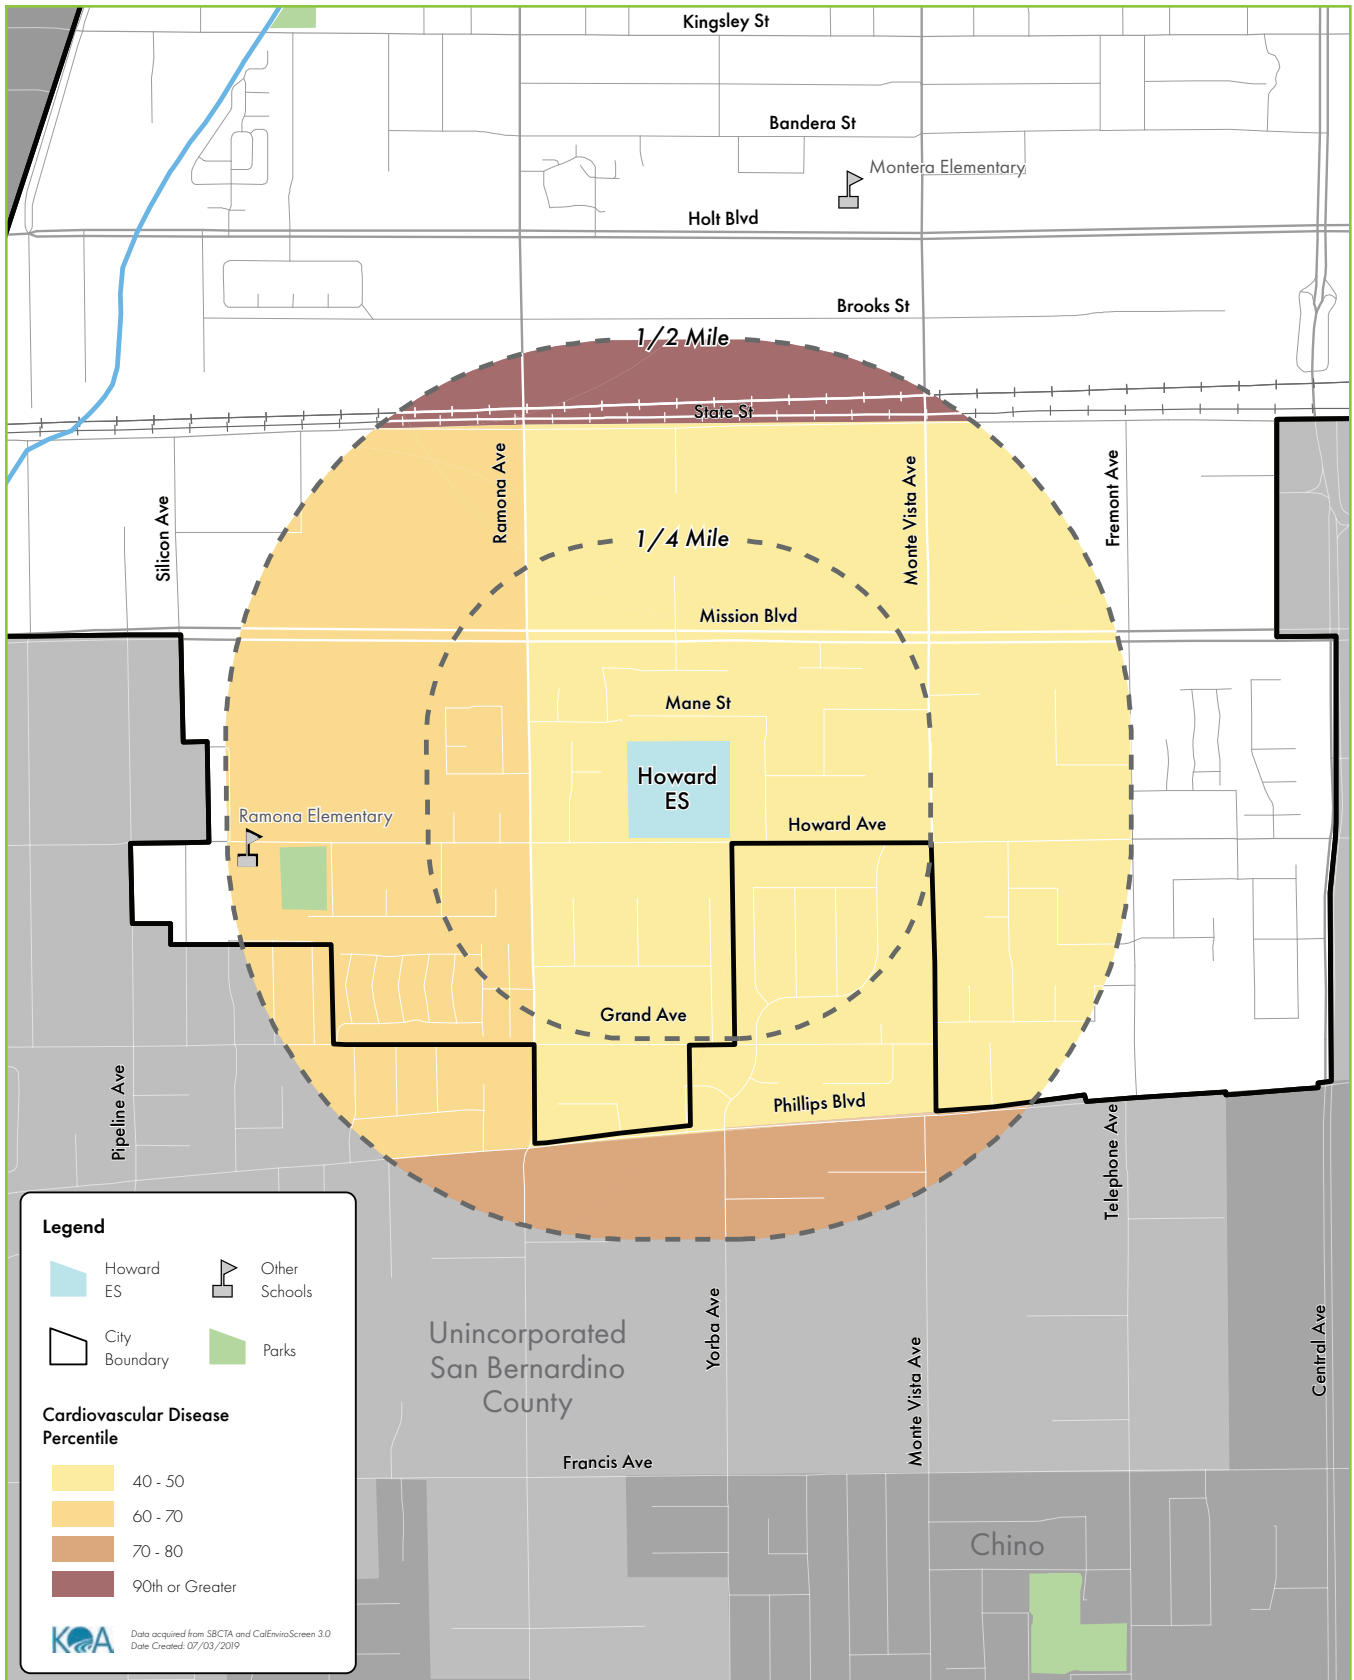 Kingsley St
Bandera St
Montera Elementary
Holt Blvd
Brooks St
1/2 Mile
State St
Ramona Ave
Monte Vista Ave
Fremont Ave
Silicon Ave
1/4 Mile
Mission Blvd
Mane St
Howard
ES
Howard Ave
Ramona Elementary
Grand Ave
Phillips Blvd
Pipeline Ave
Telephone Ave
Legend
Howard
ES
Other
Schools
City
Boundary
Parks
Cardiovascular Disease
Percentile
40 - 50
60 - 70
70 - 80
90th or Greater
KOA
Data acquired from SBCTA and CalEnviroScreen 3.0
Date Created: 07/03/2019
Unincorporated
San Bernardino
County
Yorba Ave
Monte Vista Ave
Central Ave
Francis Ave
Chino